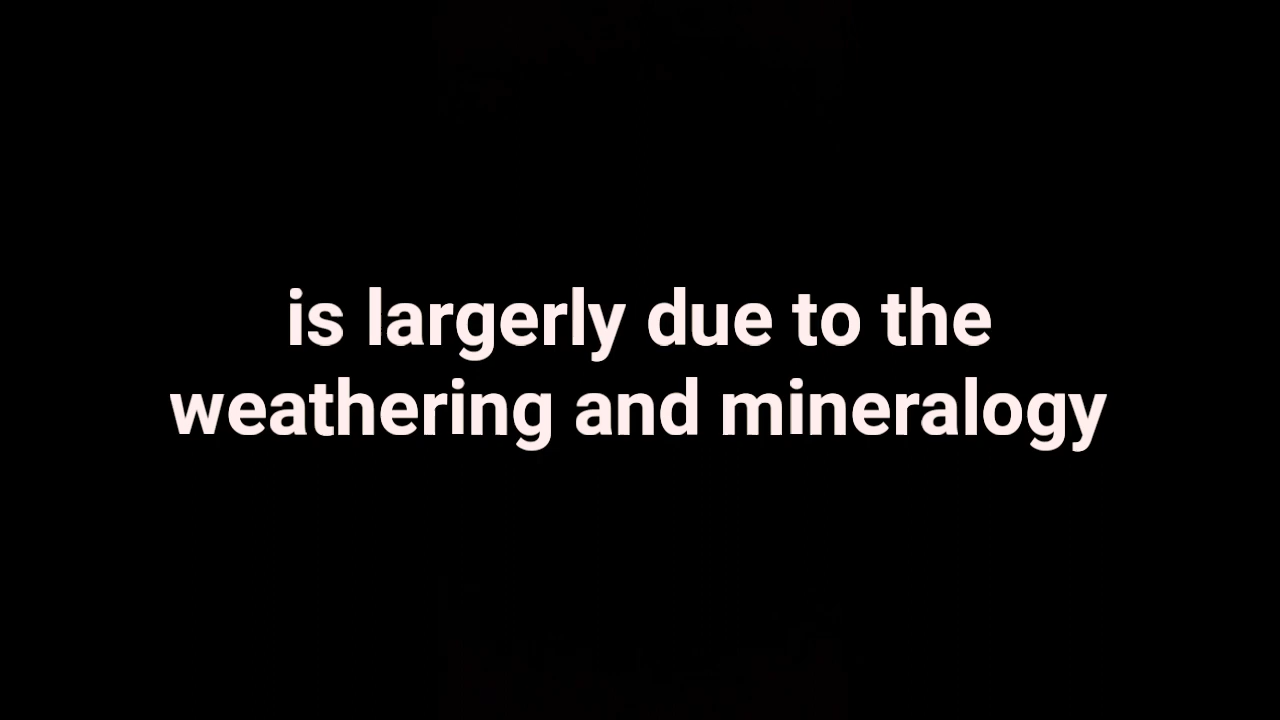 is largerly due to the
weathering and mineralogy